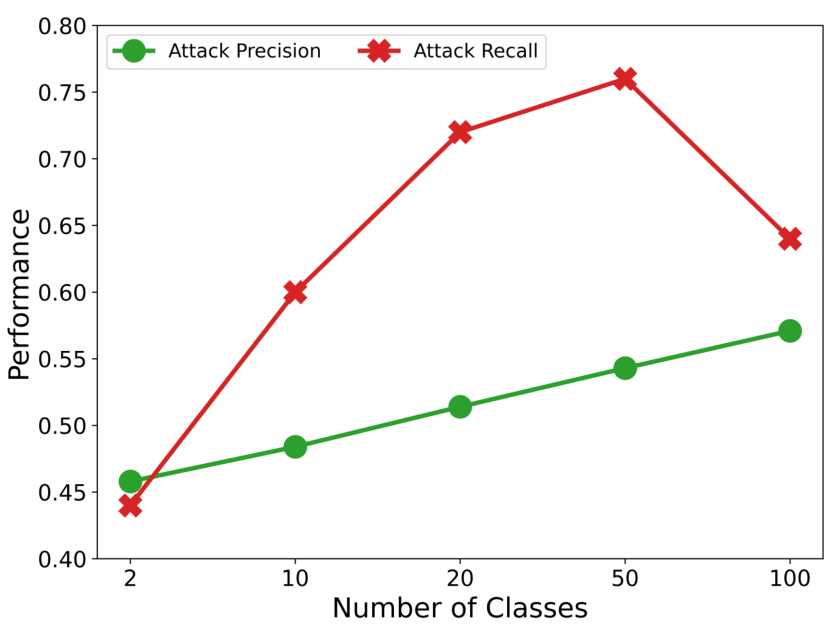 0.80
Attack Precision
Attack Recall
0.75
0.70
0.65
0.60
0.55
0.50
0.45
0.40
Performance
2 10 20 50 100
Number of Classes